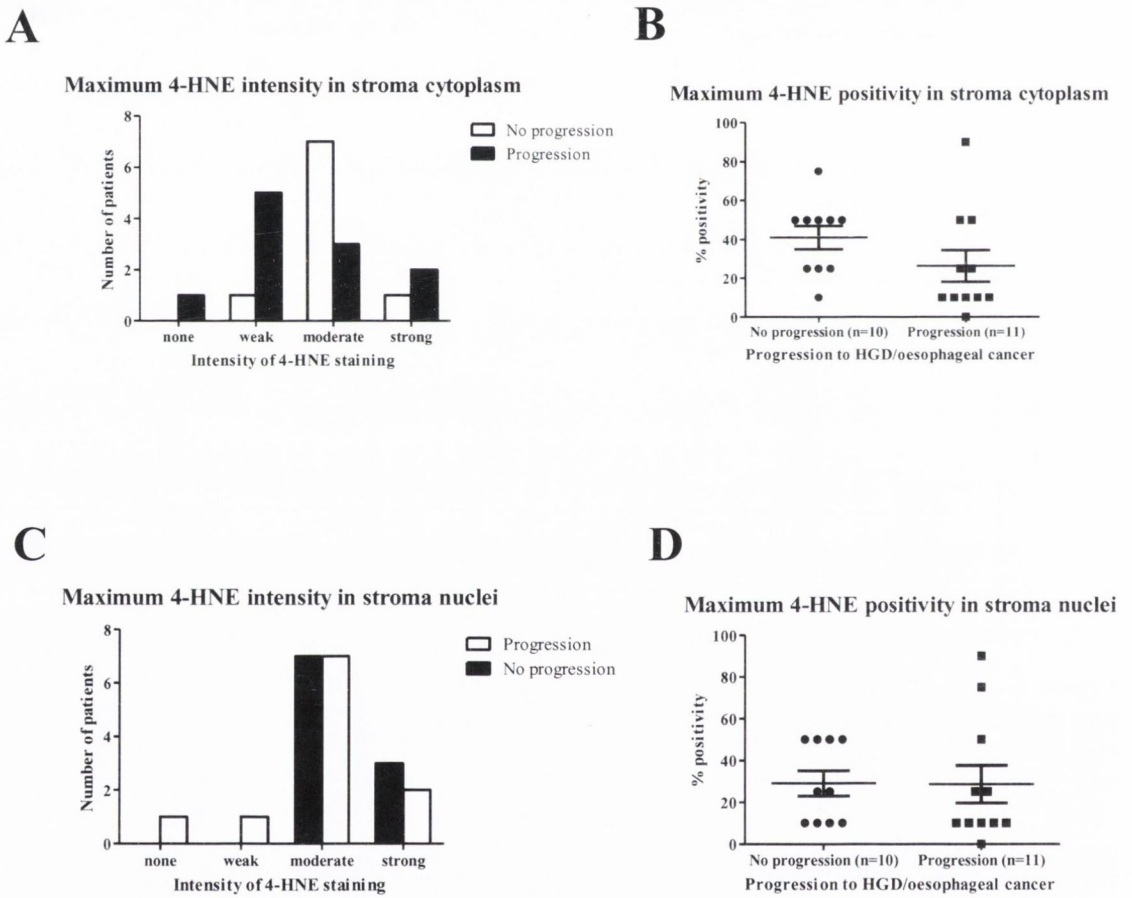 A
Maximum 4-HNE intensity in stroma cytoplasm
8
6
4
2
0
Number of patients
none weak moderate strong
Intensity of 4-HNE staining
No progression
Progression
B
Maximum 4-HNE positivity in stroma cytoplasm
100
80
60
40
20
0
% positivity
No progression (n=10) Progression (n=11)
Progression to HGD/oesophageal cancer
C
Maximum 4-HNE intensity in stroma nuclei
8
6
4
2
0
Number of patients
none weak moderate strong
Intensity of 4-HNE staining
Progression
No progression
D
Maximum 4-HNE positivity in stroma nuclei
100
80
60
40
20
0
% positivity
No progression (n=10) Progression (n=11)
Progression to HGD/oesophageal cancer